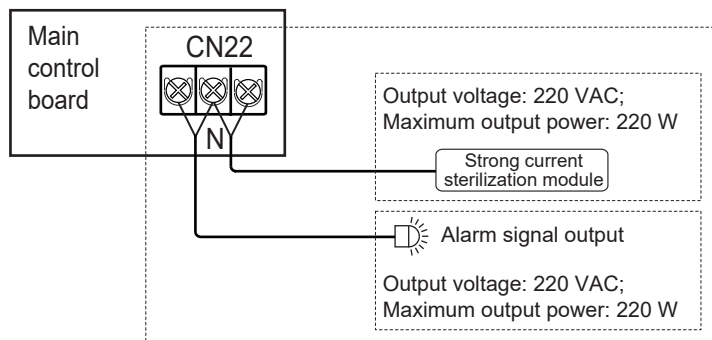 Main
control
board
CN22
N
Output voltage: 220 VAC;
Maximum output power: 220 W
Strong current
sterilization module
Alarm signal output
Output voltage: 220 VAC;
Maximum output power: 220 W